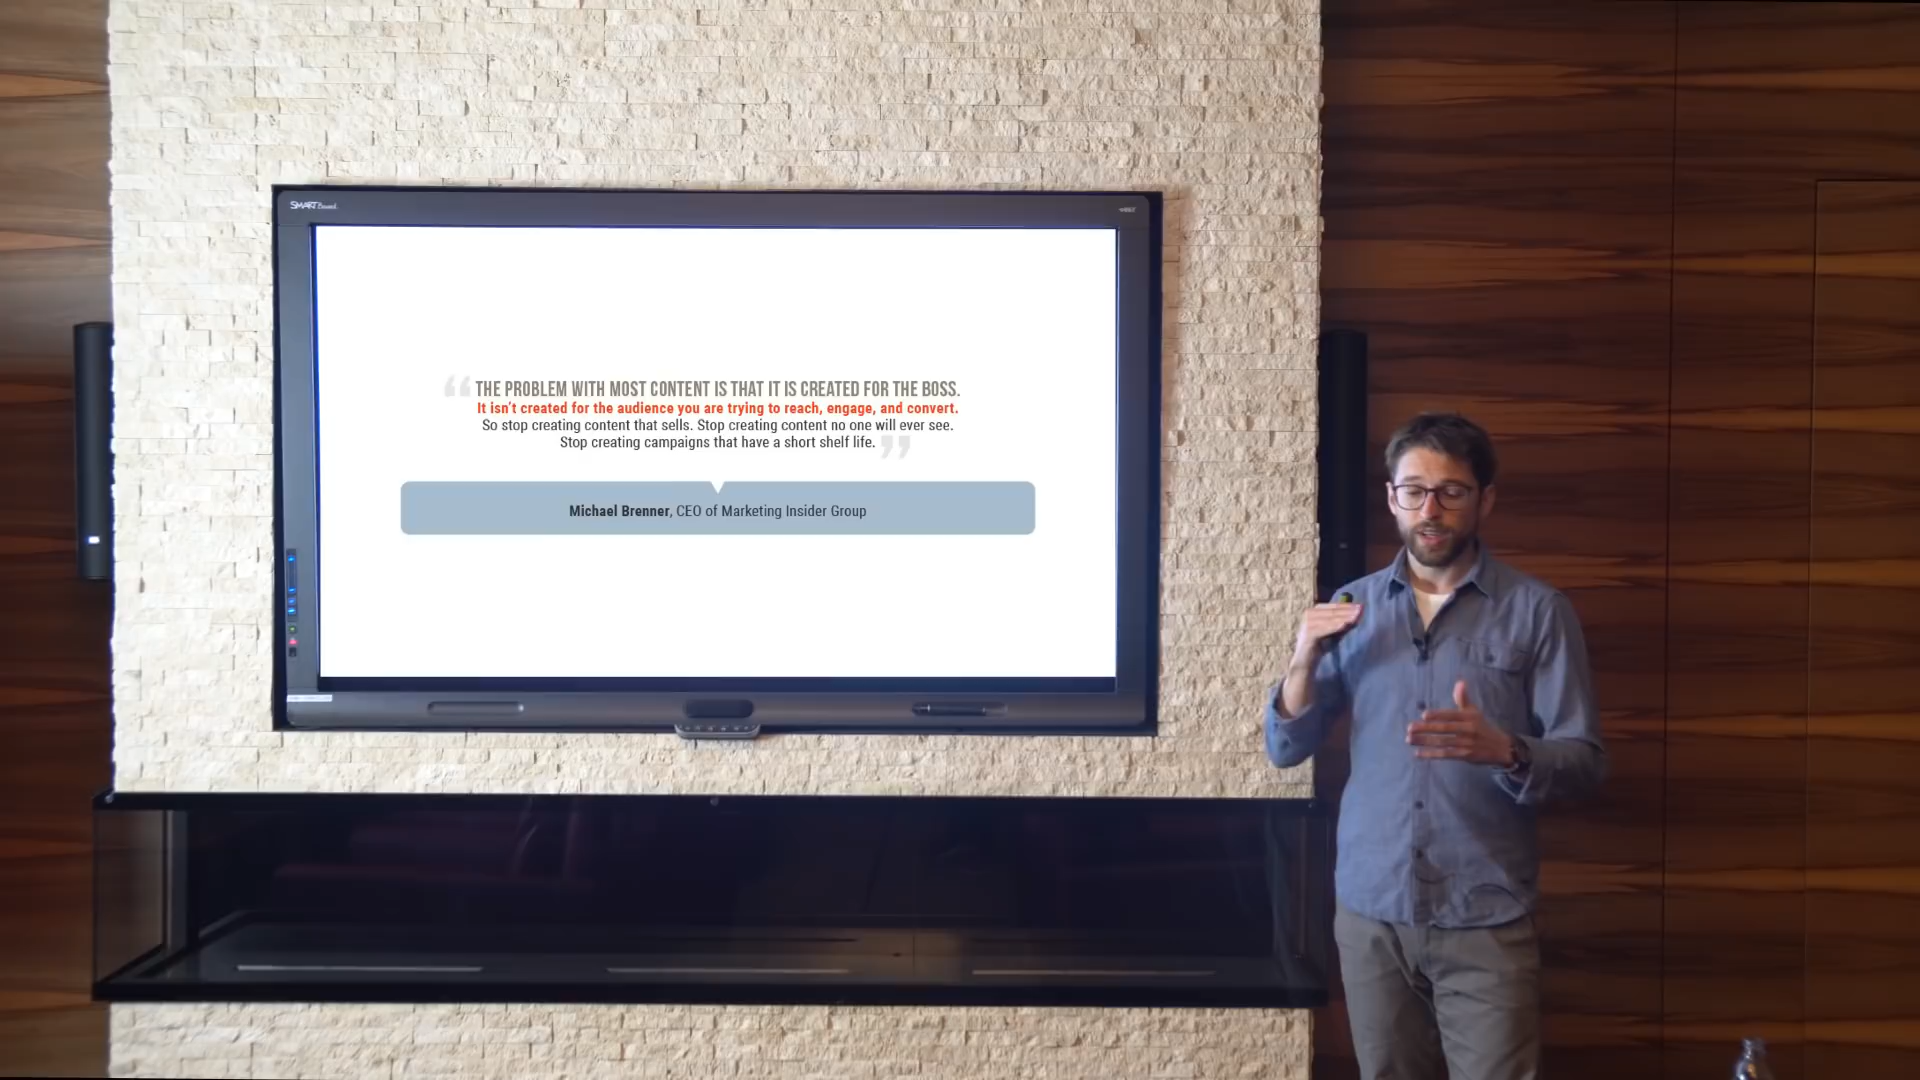 SMART Board
“ THE PROBLEM WITH MOST CONTENT IS THAT IT IS CREATED FOR THE BOSS.
It isn’t created for the audience you are trying to reach, engage, and convert.
So stop creating content that sells. Stop creating content no one will ever see.
Stop creating campaigns that have a short shelf life. ”
Michael Brenner, CEO of Marketing Insider Group